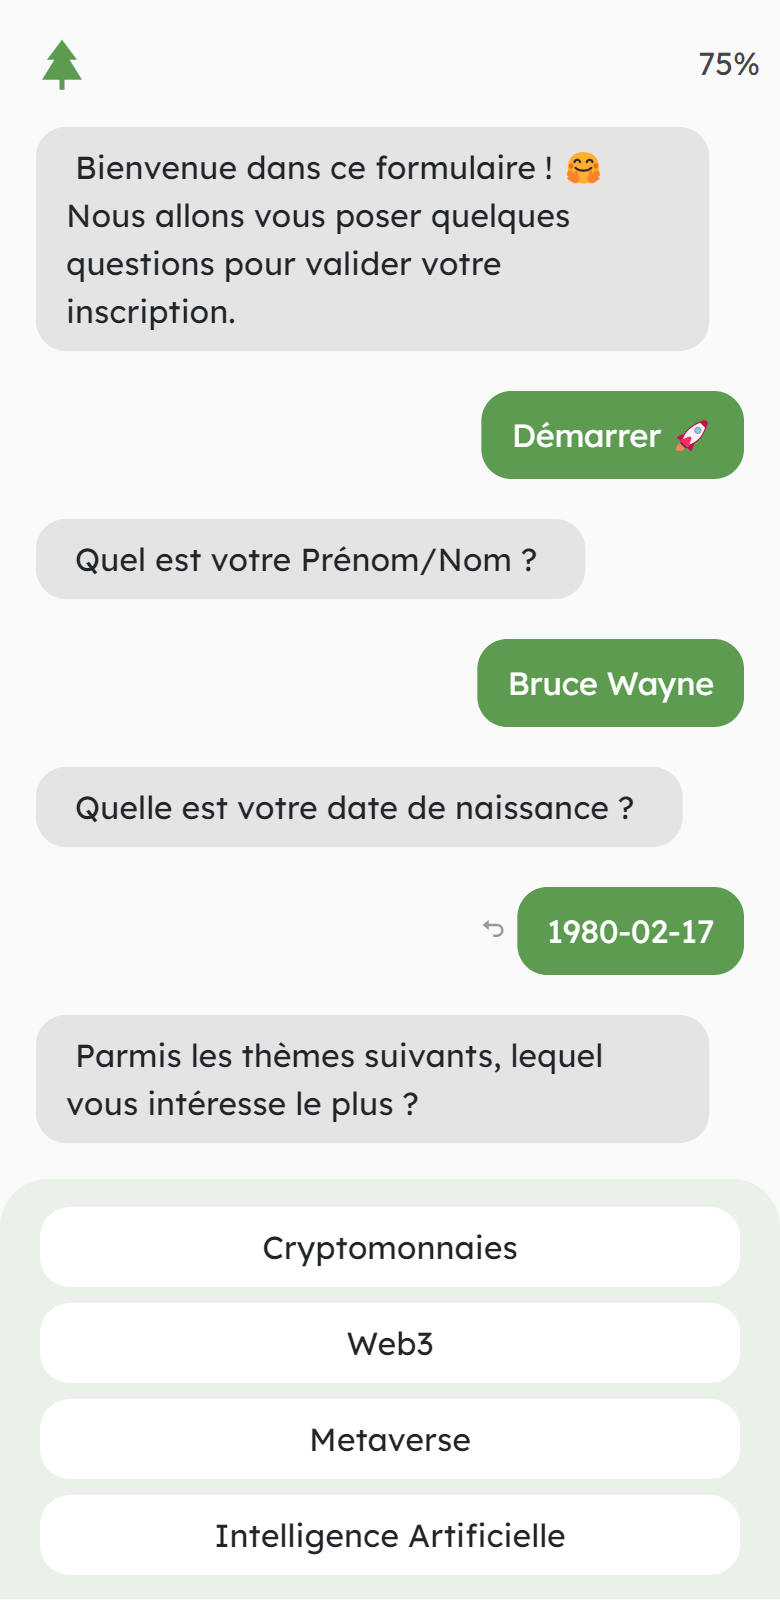 75%
Bienvenue dans ce formulaire ! 🤗
Nous allons vous poser quelques
questions pour valider votre
inscription.
Démarrer 🚀
Quel est votre Prénom/Nom ?
Bruce Wayne
Quelle est votre date de naissance ?
1980-02-17
Parmis les thèmes suivants, lequel
vous intéresse le plus ?
Cryptomonnaies
Web3
Metaverse
Intelligence Artificielle